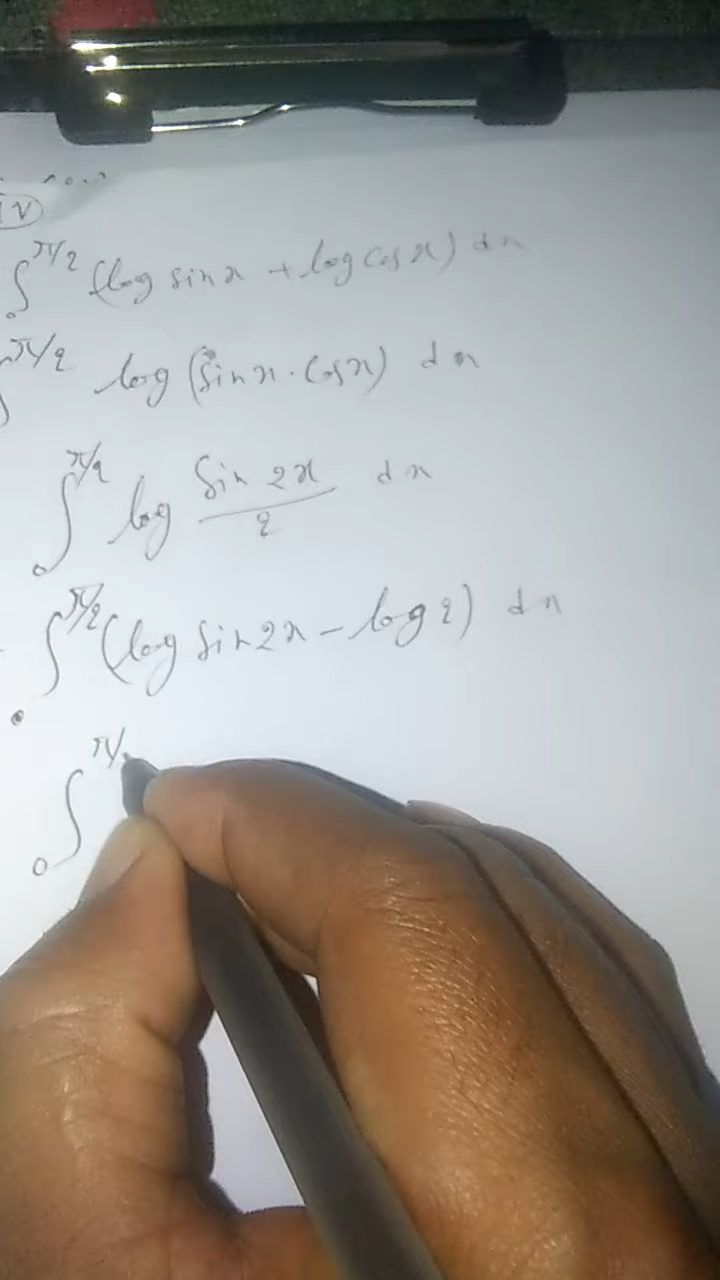 IV
∫₀^π/2 (log sin x + log cos x) dx
π/2 log (sin x . cos x) dx
∫₀^π/2 log sin 2x / 2 dx
∫₀^π/2 (log sin 2x - log 2) dx
∫₀^π/